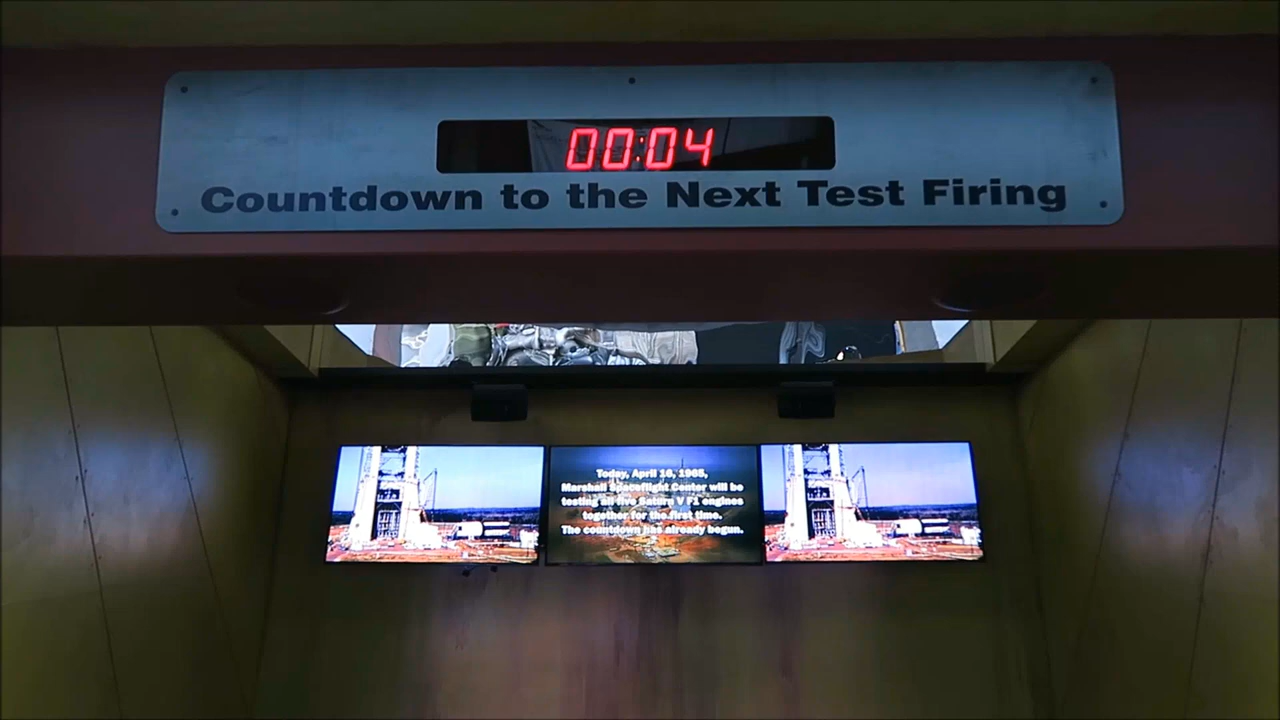 00:04
Countdown to the Next Test Firing
Today, April 16, 1965,
Marshall Spaceflight Center will be
testing all five Saturn V F1 engines
together for the first time.
The countdown has already begun.